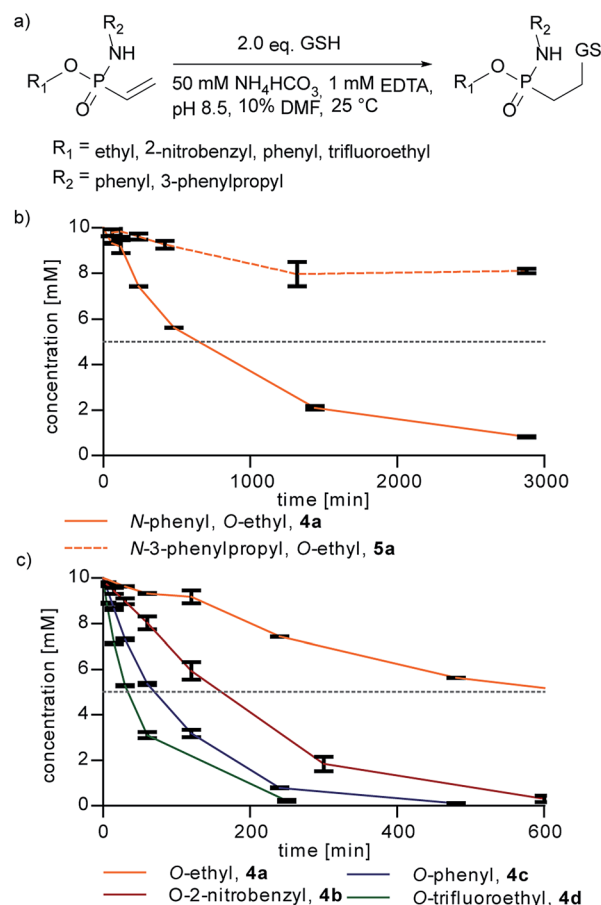 a)
R2
NH
O
P
R1
O
2.0 eq. GSH
50 mM NH4HCO3, 1 mM EDTA,
pH 8.5, 10% DMF, 25 °C
R2
GS
NH
O
P
R1
O
R1 = ethyl, 2-nitrobenzyl, phenyl, trifluoroethyl
R2 = phenyl, 3-phenylpropyl
b)
concentration [mM]
10
8
6
4
2
0
0 1000 2000 3000
time [min]
N-phenyl, O-ethyl, 4a
N-3-phenylpropyl, O-ethyl, 5a
c)
concentration [mM]
10
8
6
4
2
0
0 200 400 600
time [min]
O-ethyl, 4a O-phenyl, 4c
O-2-nitrobenzyl, 4b O-trifluoroethyl, 4d